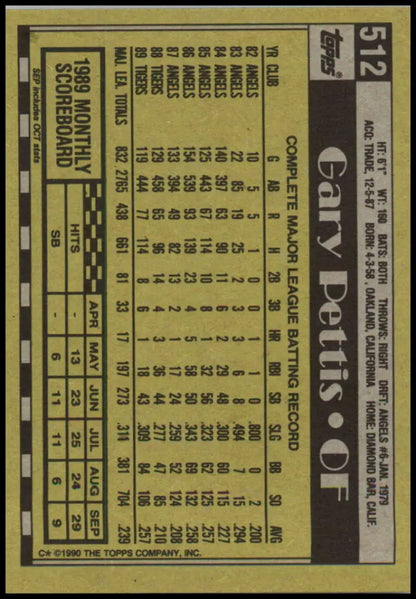 512
Topps
HT: 6'1" WT: 160 BATS: BOTH THROWS: RIGHT DRFT: ANGELS #6-JAN. 1979
ACQ: TRADE, 12-5-87 BORN: 4-3-58, OAKLAND, CALIFORNIA HOME: DIAMOND BAR, CALIF.
Gary Pettis • OF
COMPLETE MAJOR LEAGUE BATTING RECORD
YR CLUB G AB R H 2B 3B HR RBI SB SLG BB SO AVG
82 ANGELS 10 5 5 1 0 0 1 1 0 .800 0 2 .200
83 ANGELS 22 85 19 25 2 3 3 6 8 .494 7 15 .294
84 ANGELS 140 397 63 90 11 6 2 29 48 .300 60 115 .227
85 ANGELS 125 443 67 114 10 8 1 32 56 .323 62 125 .257
86 ANGELS 154 539 93 139 23 4 5 58 50 .343 69 132 .258
87 ANGELS 133 394 49 82 13 2 1 17 24 .259 52 124 .208
88 TIGERS 129 458 65 96 14 4 3 36 44 .277 47 85 .210
89 TIGERS 119 444 77 114 8 6 1 18 43 .309 84 106 .257
MAJ. LEA. TOTALS 832 2765 438 661 81 33 17 197 273 .314 381 704 .239
1989 MONTHLY
SCOREBOARD
SEP includes OCT stats
APR MAY JUN JUL AUG SEP
HITS - 13 23 25 24 29
SB - 6 11 11 6 9
C* ©1990 THE TOPPS COMPANY, INC.